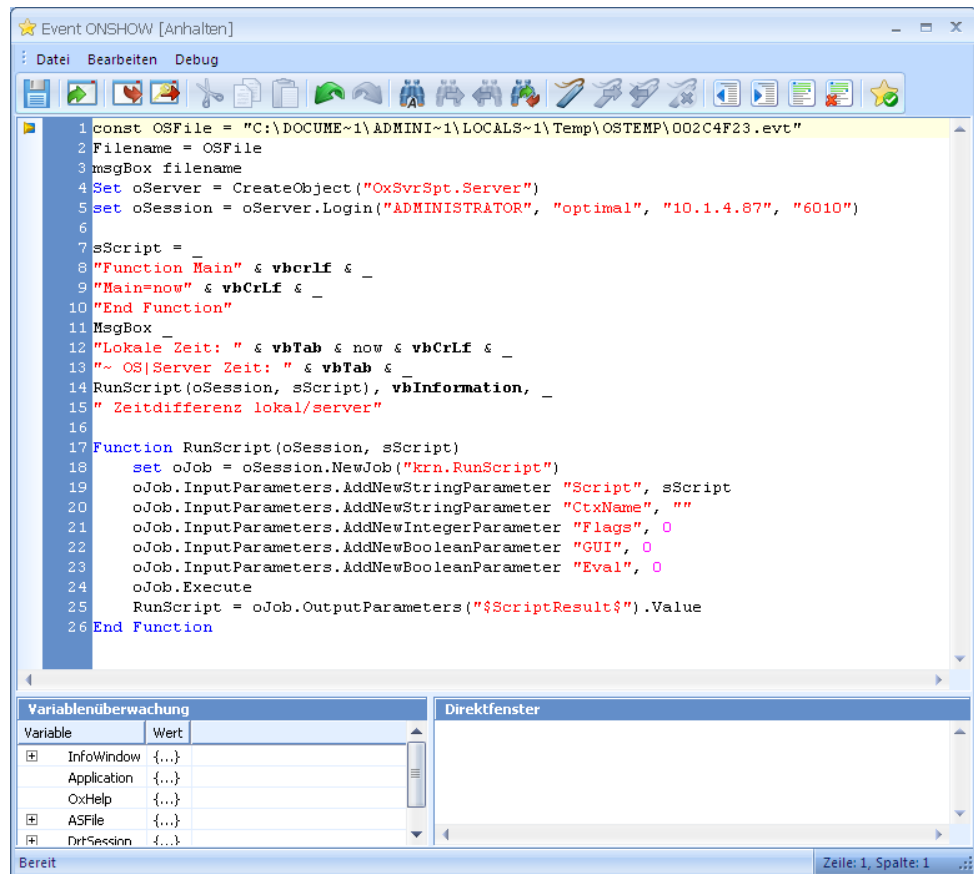 Event ONSHOW [Anhalten]
Datei Bearbeiten Debug
1 const OSFile = "C:\DOCUME~1\ADMINI~1\LOCALS~1\Temp\OSTEMP\002C4F23.evt"
2 Filename = OSFile
3 msgBox filename
4 Set oServer = CreateObject("OxSvrSpt.Server")
5 set oSession = oServer.Login("ADMINISTRATOR", "optimal", "10.1.4.87", "6010")
6
7 sScript = _
8 "Function Main" & vbcrlf & _
9 "Main=now" & vbCrLf & _
10 "End Function"
11 MsgBox _
12 "Lokale Zeit: " & vbTab & now & vbCrLf & _
13 "~ OS|Server Zeit: " & vbTab & _
14 RunScript(oSession, sScript), vbInformation, _
15 " Zeitdifferenz lokal/server"
16
17 Function RunScript(oSession, sScript)
18     set oJob = oSession.NewJob("krn.RunScript")
19     oJob.InputParameters.AddNewStringParameter "Script", sScript
20     oJob.InputParameters.AddNewStringParameter "CtxName", ""
21     oJob.InputParameters.AddNewIntegerParameter "Flags", 0
22     oJob.InputParameters.AddNewBooleanParameter "GUI", 0
23     oJob.InputParameters.AddNewBooleanParameter "Eval", 0
24     oJob.Execute
25     RunScript = oJob.OutputParameters("$ScriptResult$").Value
26 End Function
Variablenüberwachung
Variable Wert
InfoWindow {...}
Application {...}
OxHelp {...}
ASFile {...}
DrtSession {...}
Direktfenster
Bereit
Zeile: 1, Spalte: 1